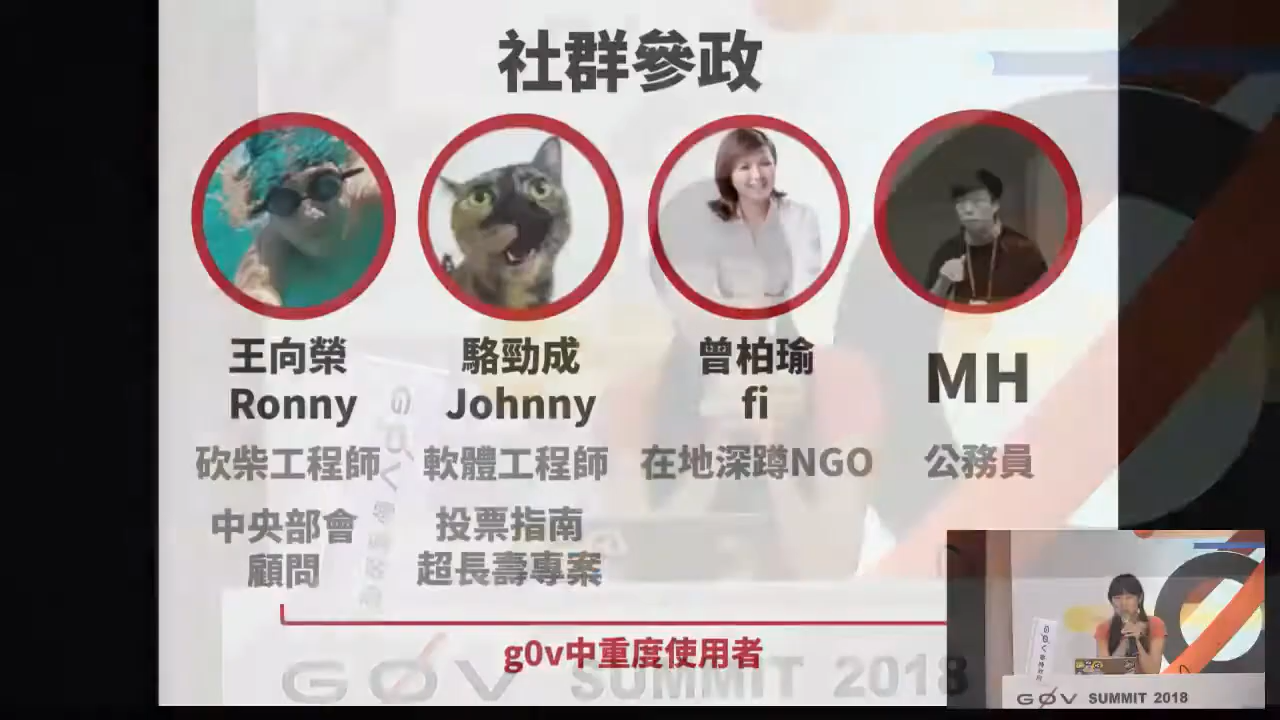 社群參政
王向榮
Ronny
砍柴工程師
中央部會
顧問
駱勁成
Johnny
軟體工程師
投票指南
超長壽專案
曾柏瑜
fi
在地深蹲NGO
MH
公務員
g0v中重度使用者
GØV SUMMIT 2018
GØV SUMMIT 2018